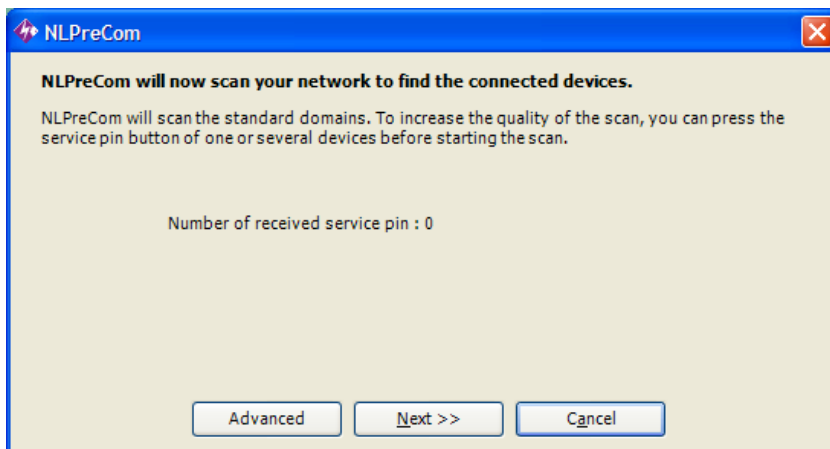 NLPreCom
NLPreCom will now scan your network to find the connected devices.
NLPreCom will scan the standard domains. To increase the quality of the scan, you can press the
service pin button of one or several devices before starting the scan.
Number of received service pin : 0
Advanced
Next >>
Cancel